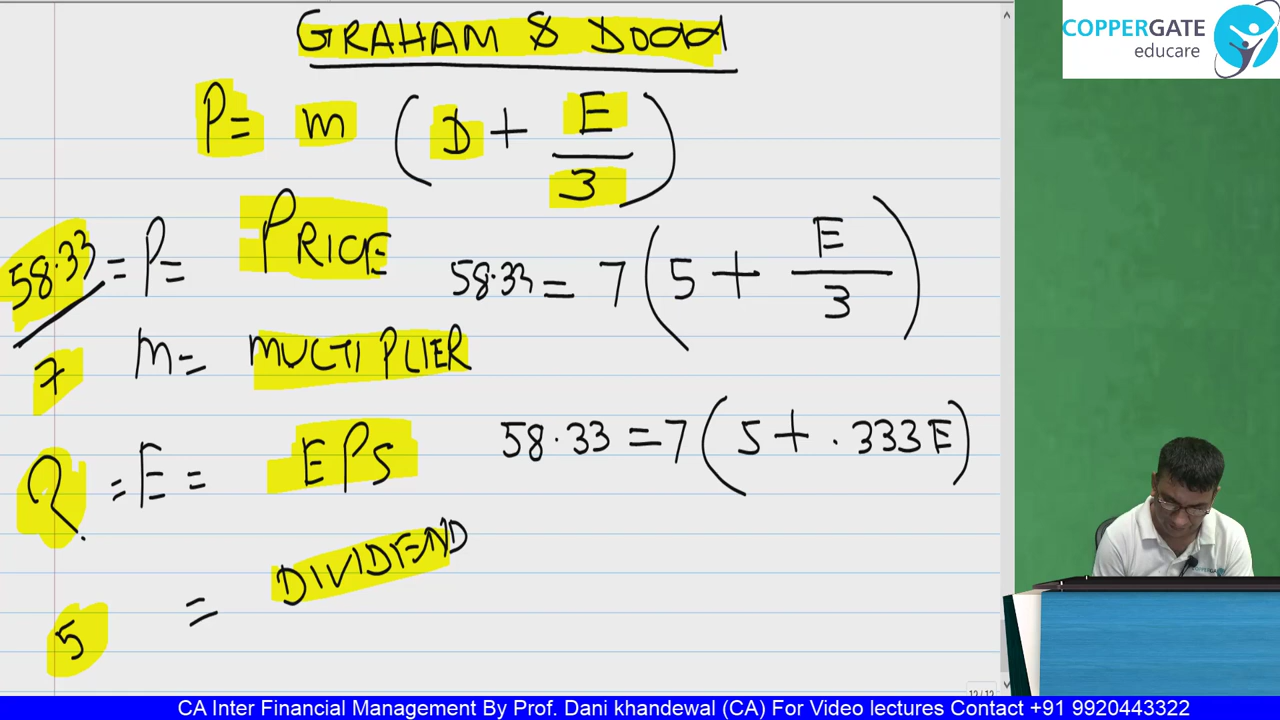 GRAHAM & Dodd
COPPERGATE
educare
P= m (D + E/3)
58.33 = P= PRICE
58.33 = 7 (5 + E/3)
7 m= MULTIPLIER
58.33 = 7 (5 + .333E)
? = E = EPS
5 = DIVIDEND
12/12
CA Inter Financial Management By Prof. Dani khandewal (CA) For Video lectures Contact +91 9920443322